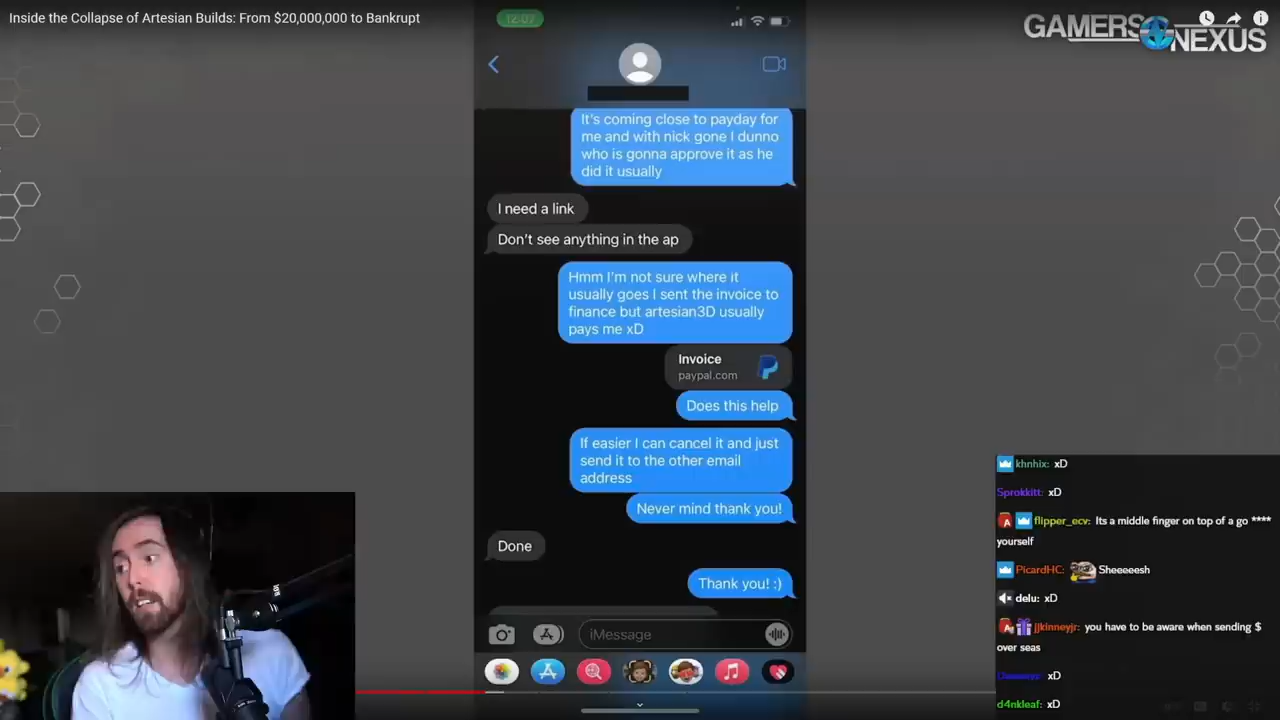 Inside the Collapse of Artesian Builds: From $20,000,000 to Bankrupt
12:07
GAMERS
NEXUS
It's coming close to payday for
me and with nick gone I dunno
who is gonna approve it as he
did it usually
I need a link
Don't see anything in the ap
Hmm I'm not sure where it
usually goes I sent the invoice to
finance but artesian3D usually
pays me xD
Invoice
paypal.com
Does this help
If easier I can cancel it and just
send it to the other email
address
Never mind thank you!
Done
Thank you! :)
iMessage
khnhix: xD
Sprokkitt: xD
flipper_ecv: Its a middle finger on top of a go ****
yourself
PicardHC: Sheeeeesh
delu: xD
jjkinneyjr: you have to be aware when sending $
over seas
xD
d4nkleaf: xD